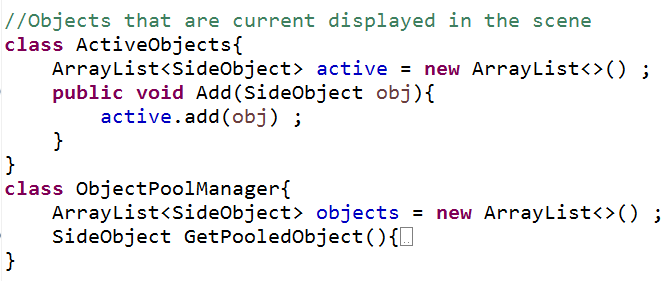 //Objects that are current displayed in the scene
class ActiveObjects{
    ArrayList<SideObject> active = new ArrayList<>() ;
    public void Add(SideObject obj){
        active.add(obj) ;
    }
}
class ObjectPoolManager{
    ArrayList<SideObject> objects = new ArrayList<>() ;
    SideObject GetPooledObject(){..
}